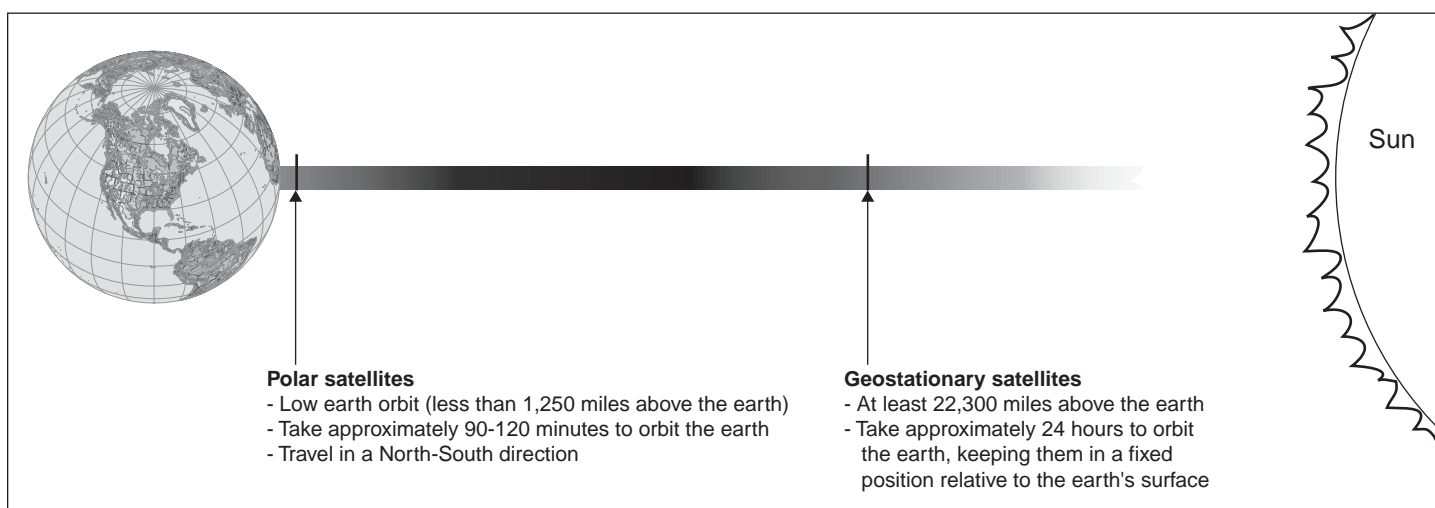 Sun
Polar satellites
- Low earth orbit (less than 1,250 miles above the earth)
- Take approximately 90-120 minutes to orbit the earth
- Travel in a North-South direction
Geostationary satellites
- At least 22,300 miles above the earth
- Take approximately 24 hours to orbit
the earth, keeping them in a fixed
position relative to the earth's surface